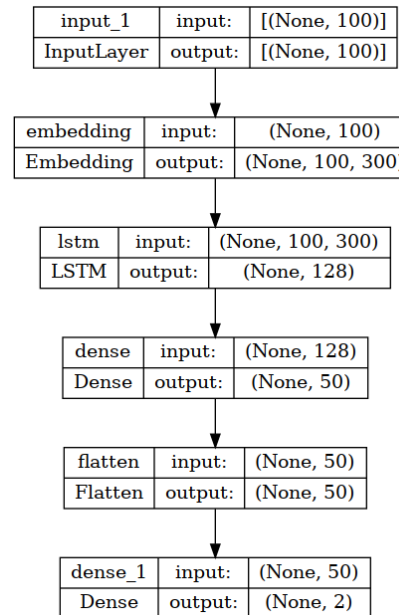 input_1 input: [(None, 100)]
InputLayer output: [(None, 100)]
embedding input: (None, 100)
Embedding output: (None, 100, 300)
lstm input: (None, 100, 300)
LSTM output: (None, 128)
dense input: (None, 128)
Dense output: (None, 50)
flatten input: (None, 50)
Flatten output: (None, 50)
dense_1 input: (None, 50)
Dense output: (None, 2)